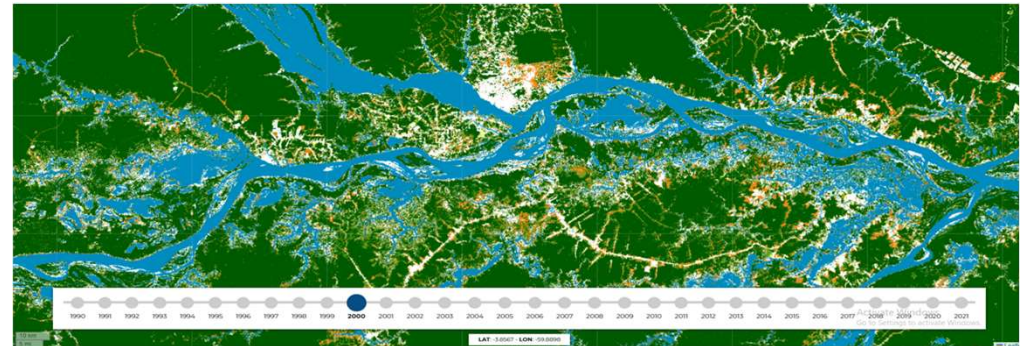 1990 1991 1992 1993 1994 1995 1996 1997 1998 1999 2000 2001 2002 2003 2004 2005 2006 2007 2008 2009 2010 2011 2012 2013 2014 2015 2016 2017 2018 2019 2020 2021
Activate Windows
Go to Settings to activate Windows.
10 km
LAT: -3.8567 - LON: -59.8898